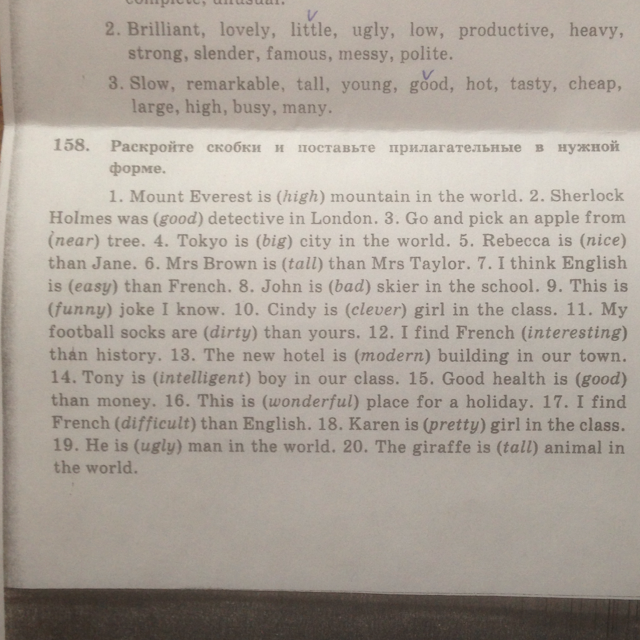 complete, unusual.
2. Brilliant, lovely, little, ugly, low, productive, heavy,
strong, slender, famous, messy, polite.
3. Slow, remarkable, tall, young, good, hot, tasty, cheap,
large, high, busy, many.
158. Раскройте скобки и поставьте прилагательные в нужной
форме.
1. Mount Everest is (high) mountain in the world. 2. Sherlock
Holmes was (good) detective in London. 3. Go and pick an apple from
(near) tree. 4. Tokyo is (big) city in the world. 5. Rebecca is (nice)
than Jane. 6. Mrs Brown is (tall) than Mrs Taylor. 7. I think English
is (easy) than French. 8. John is (bad) skier in the school. 9. This is
(funny) joke I know. 10. Cindy is (clever) girl in the class. 11. My
football socks are (dirty) than yours. 12. I find French (interesting)
than history. 13. The new hotel is (modern) building in our town.
14. Tony is (intelligent) boy in our class. 15. Good health is (good)
than money. 16. This is (wonderful) place for a holiday. 17. I find
French (difficult) than English. 18. Karen is (pretty) girl in the class.
19. He is (ugly) man in the world. 20. The giraffe is (tall) animal in
the world.